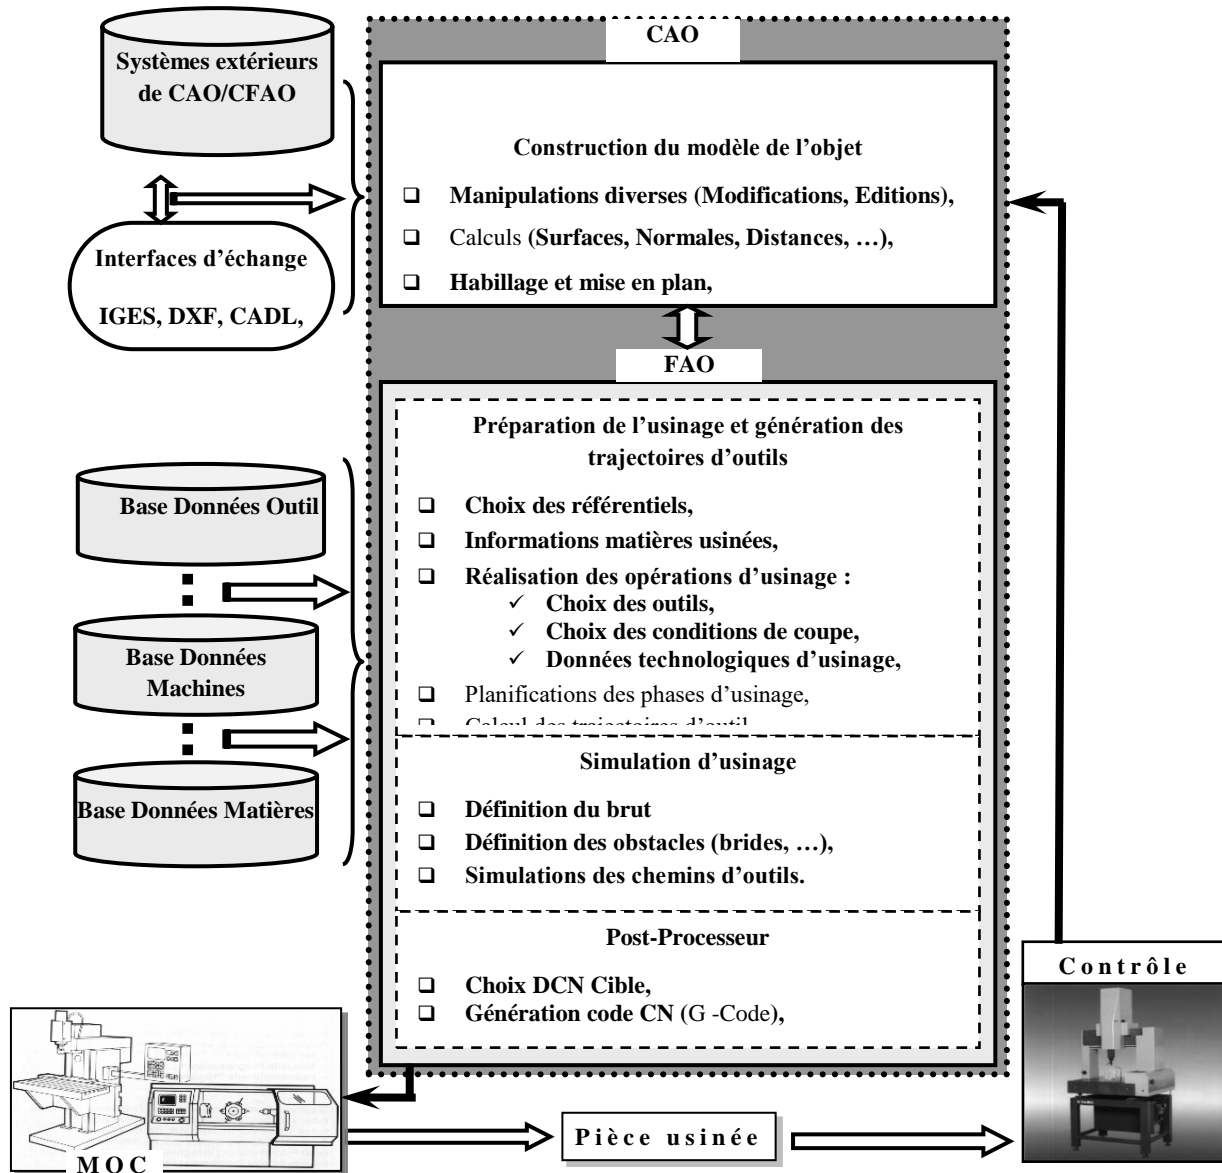 CAO
Systèmes extérieurs
de CAO/CFAO
Interfaces d'échange
IGES, DXF, CADL,
Construction du modèle de l'objet
❑ Manipulations diverses (Modifications, Editions),
❑ Calculs (Surfaces, Normales, Distances, …),
❑ Habillage et mise en plan,
FAO
Préparation de l'usinage et génération des
trajectoires d'outils
❑ Choix des référentiels,
❑ Informations matières usinées,
❑ Réalisation des opérations d'usinage :
✓ Choix des outils,
✓ Choix des conditions de coupe,
✓ Données technologiques d'usinage,
❑ Planifications des phases d'usinage,
❑ Calcul des trajectoires d'outil
Base Données Outil
Base Données
Machines
Base Données Matières
Simulation d'usinage
❑ Définition du brut
❑ Définition des obstacles (brides, …),
❑ Simulations des chemins d'outils.
Post-Processeur
❑ Choix DCN Cible,
❑ Génération code CN (G -Code),
Contrôle
MOC
Pièce usinée